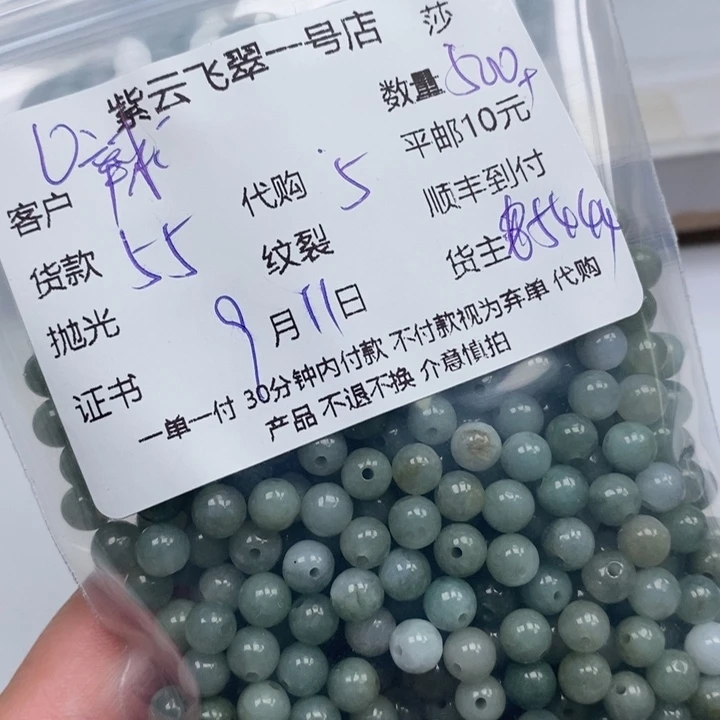 紫云飞翠一号店 莎
客户 数量 500+
货款 55 代购 5 平邮10元
抛光 纹裂 顺丰到付
证书 9月11日 货主
一单一付 30分钟内付款 不付款视为弃单 代购
产品 不退不换 介意慎拍